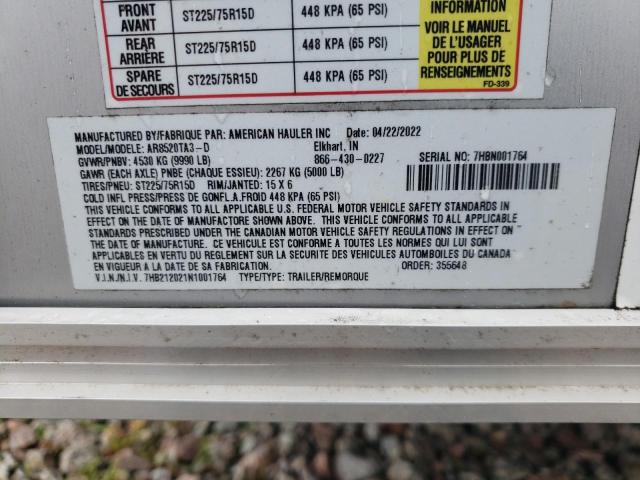 INFORMATION
FRONT
AVANT
ST225/75R15D
448 KPA (65 PSI)
VOIR LE MANUEL
DE L'USAGER
POUR PLUS DE
RENSEIGNEMENTS
REAR
ARRIÈRE
ST225/75R15D
448 KPA (65 PSI)
SPARE
DE SECOURS
ST225/75R15D
448 KPA (65 PSI)
FD-339
MANUFACTURED BY/FABRIQUE PAR: AMERICAN HAULER INC Date: 04/22/2022
MODEL/MODELE: AR8520TA3-D Elkhart, IN SERIAL NO: 7HBN001764
GVWR/PNBV: 4530 KG (9990 LB) 866-430-0227
GAWR (EACH AXLE) PNBE (CHAQUE ESSIEU): 2267 KG (5000 LB)
TIRES/PNEU: ST225/75R15D RIM/JANTED: 15 X 6
COLD INFL PRESS/PRESS DE GONFL.A.FROID 448 KPA (65 PSI)
THIS VEHICLE CONFORMS TO ALL APPLICABLE U.S. FEDERAL MOTOR VEHICLE SAFETY STANDARDS IN
EFFECT ON THE DATE OF MANUFACTURE SHOWN ABOVE. THIS VEHICLE CONFORMS TO ALL APPLICABLE
STANDARDS PRESCRIBED UNDER THE CANADIAN MOTOR VEHICLE SAFETY REGULATIONS IN EFFECT ON
THE DATE OF MANUFACTURE. CE VEHICULE EST CONFORME A TOUTES LES NORMES QUI LUI SONT
APPLICABLES EN VERTU DU REGLEMENT SUR LA SECURITE DES VEHICULES AUTOMOBOILES DU CANADA
EN VIGUEUR A LA DATE DE SA FABRICATION ORDER: 355648
V.I.N./N.I.V. 7HB212021N1001764 TYPE/TYPE: TRAILER/REMORQUE